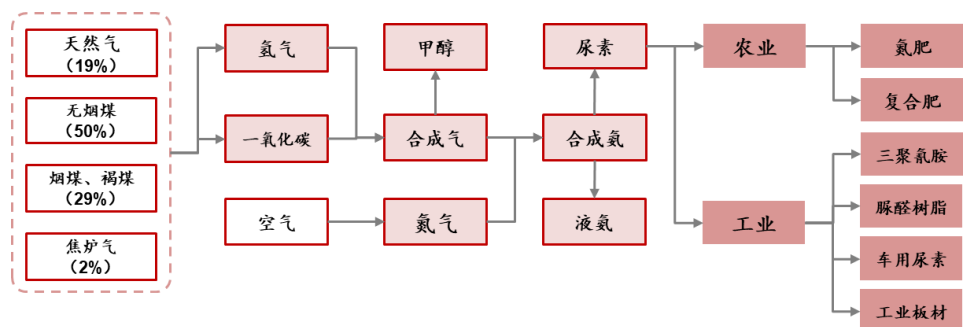 天然气
（19%）
无烟煤
（50%）
烟煤、褐煤
（29%）
焦炉气
（2%）
氢气
一氧化碳
空气
甲醇
合成气
氮气
尿素
合成氨
液氨
农业
工业
氨肥
复合肥
三聚氰胺
脲醛树脂
车用尿素
工业板材